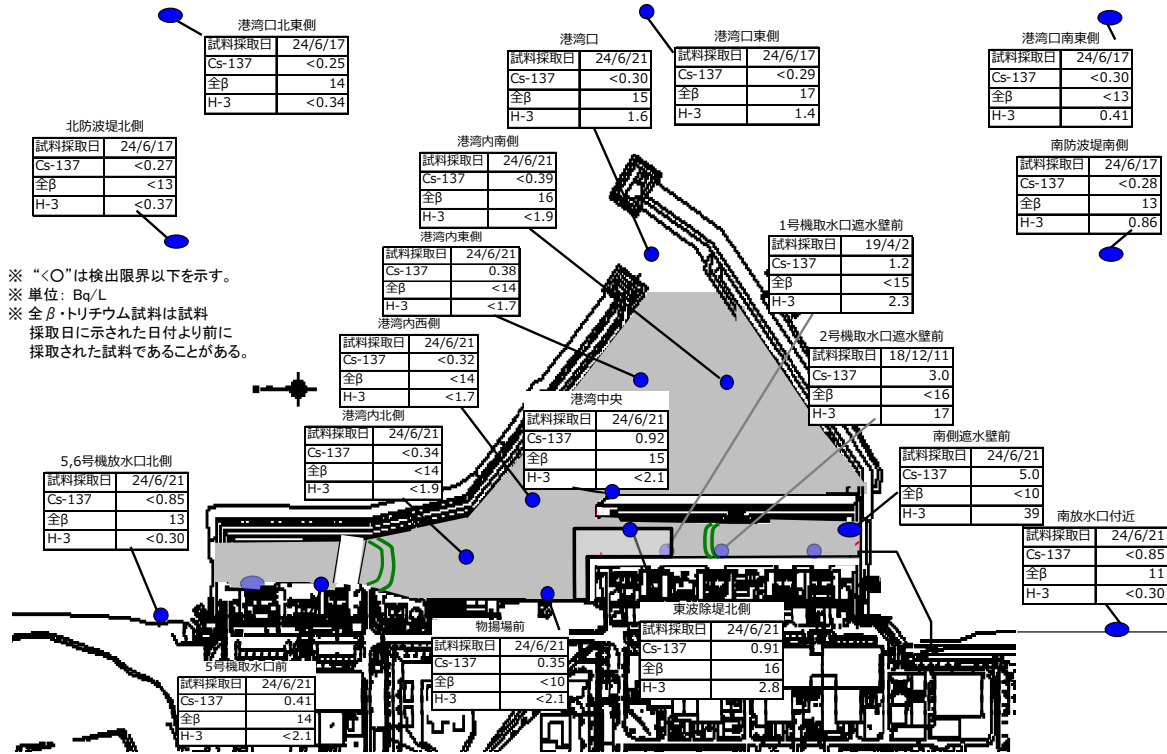 港湾口北東側
試料採取日 24/6/17
Cs-137 <0.25
全β 14
H-3 <0.34
港湾口
試料採取日 24/6/21
Cs-137 <0.30
全β 15
H-3 1.6
港湾口東側
試料採取日 24/6/17
Cs-137 <0.29
全β 17
H-3 1.4
港湾口南東側
試料採取日 24/6/17
Cs-137 <0.30
全β <13
H-3 0.41
北防波堤北側
試料採取日 24/6/17
Cs-137 <0.27
全β <13
H-3 <0.37
港湾内南側
試料採取日 24/6/21
Cs-137 <0.39
全β 16
H-3 <1.9
南防波堤南側
試料採取日 24/6/17
Cs-137 <0.28
全β 13
H-3 0.86
港湾内東側
試料採取日 24/6/21
Cs-137 0.38
全β <14
H-3 <1.7
1号機取水口遮水壁前
試料採取日 19/4/2
Cs-137 1.2
全β <15
H-3 2.3
※ “<〇”は検出限界以下を示す。
※ 単位: Bq/L
※ 全β・トリチウム試料は試料
採取日に示された日付より前に
採取された試料であることがある。
港湾内西側
試料採取日 24/6/21
Cs-137 <0.32
全β <14
H-3 <1.7
2号機取水口遮水壁前
試料採取日 18/12/11
Cs-137 3.0
全β <16
H-3 17
港湾内北側
試料採取日 24/6/21
Cs-137 <0.34
全β <14
H-3 <1.9
港湾中央
試料採取日 24/6/21
Cs-137 0.92
全β 15
H-3 <2.1
南側遮水壁前
試料採取日 24/6/21
Cs-137 5.0
全β <10
H-3 39
5,6号機放水口北側
試料採取日 24/6/21
Cs-137 <0.85
全β 13
H-3 <0.30
南放水口付近
試料採取日 24/6/21
Cs-137 <0.85
全β 11
H-3 <0.30
東波除堤北側
試料採取日 24/6/21
Cs-137 0.91
全β 16
H-3 2.8
物揚場前
試料採取日 24/6/21
Cs-137 0.35
全β <10
H-3 <2.1
5号機取水口前
試料採取日 24/6/21
Cs-137 0.41
全β 14
H-3 <2.1